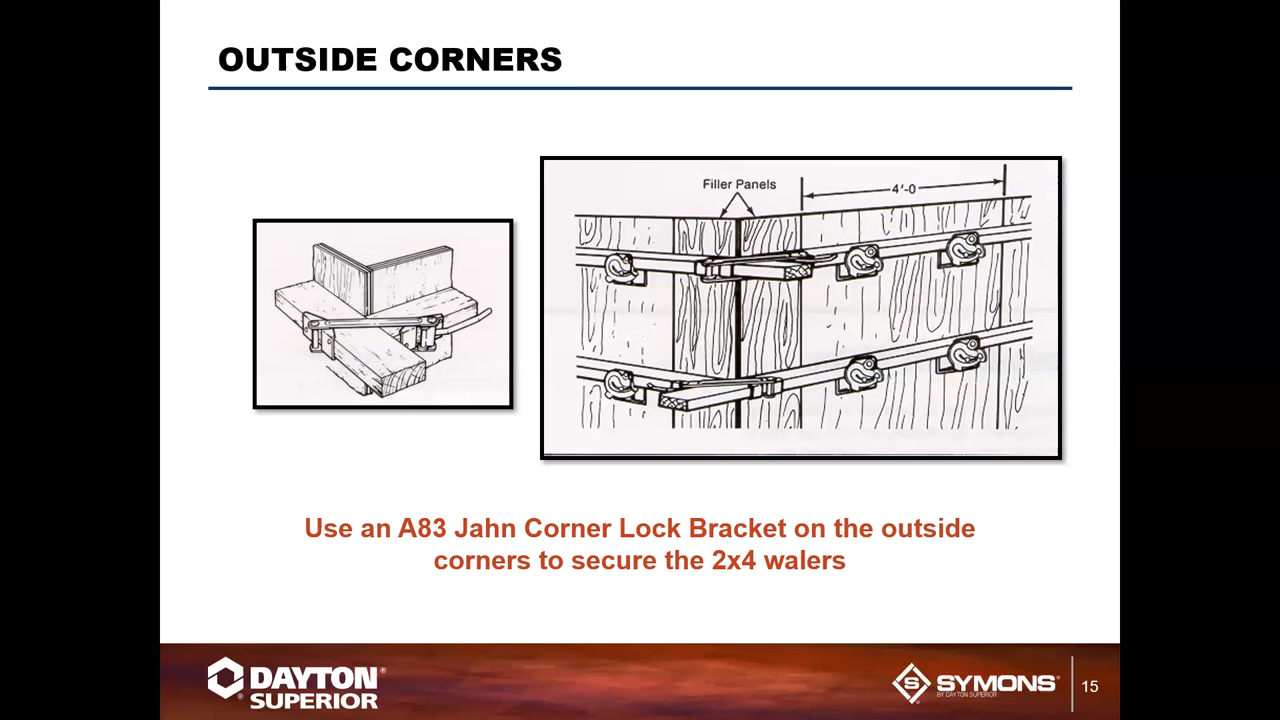 OUTSIDE CORNERS
Filler Panels
4'-0
Use an A83 Jahn Corner Lock Bracket on the outside
corners to secure the 2x4 walers
DAYTON®
SUPERIOR®
SYMONS®
BY DAYTON SUPERIOR
15